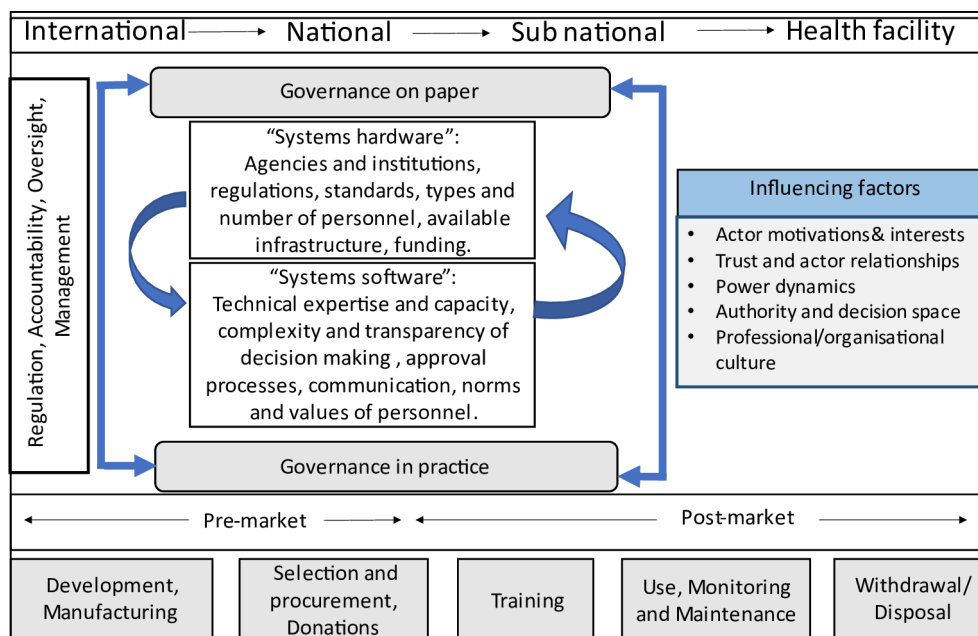 International National Sub national Health facility
Regulation, Accountability, Oversight,
Management
Governance on paper
“Systems hardware”:
Agencies and institutions,
regulations, standards, types and
number of personnel, available
infrastructure, funding.
“Systems software”:
Technical expertise and capacity,
complexity and transparency of
decision making , approval
processes, communication, norms
and values of personnel.
Governance in practice
Influencing factors
• Actor motivations& interests
• Trust and actor relationships
• Power dynamics
• Authority and decision space
• Professional/organisational
culture
Pre-market Post-market
Development,
Manufacturing
Selection and
procurement,
Donations
Training
Use, Monitoring
and Maintenance
Withdrawal/
Disposal